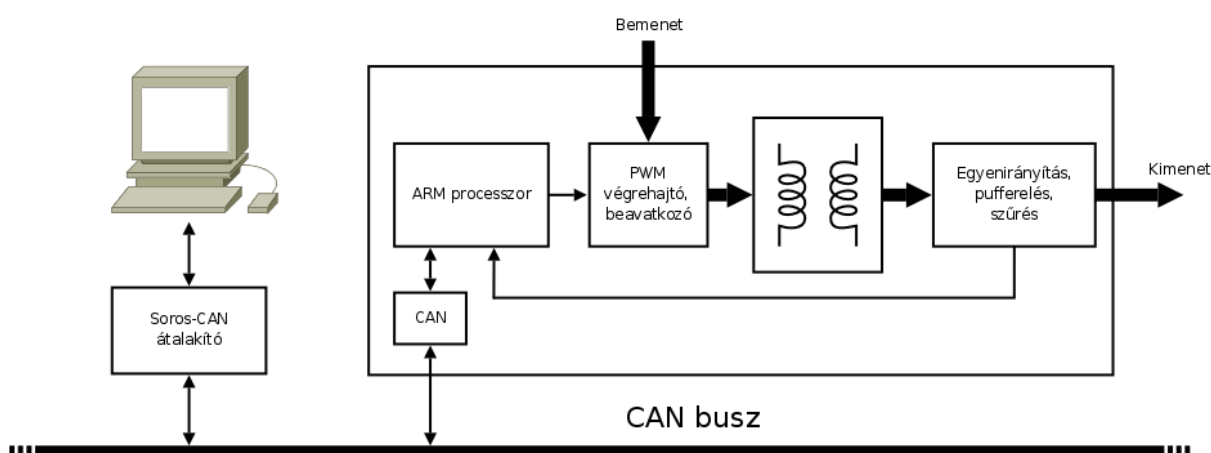 Bemenet
ARM processzor
PWM
végrehajtó,
beavatkozó
Egyenirányítás,
pufferelés,
szűrés
Kimenet
Soros-CAN
átalakító
CAN
CAN busz